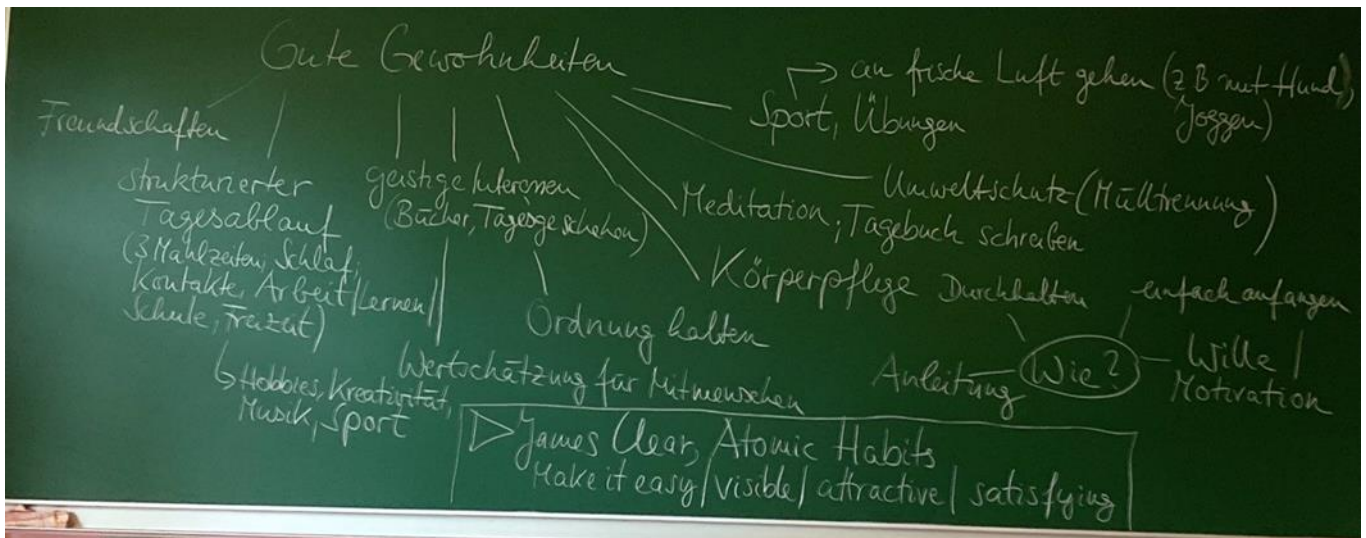 Gute Gewohnheiten
Freundschaften
strukturierter
Tagesablauf
(3 Mahlzeiten, Schlaf,
Kontakte, Arbeit/Lernen/
Schule, Freizeit)
↳ Hobbies, Kreativität,
Musik, Sport
geistige Interessen
(Bücher, Tagesgeschehen)
Wertschätzung für Mitmenschen
Ordnung halten
Körperpflege
Meditation, Tagebuch schreiben
Umweltschutz (Mülltrennung)
Sport, Übungen
→ an frische Luft gehen (z B mit Hund,
Joggen)
Wie?
Anleitung
Durchhalten
einfach anfangen
Wille /
Motivation
▷ James Clear, Atomic Habits
Make it easy / visible / attractive / satisfying